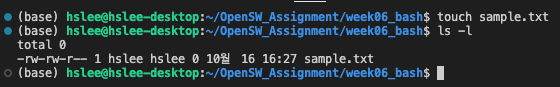 (base) hslee@hslee-desktop:~/OpenSW_Assignment/week06_bash$ touch sample.txt
(base) hslee@hslee-desktop:~/OpenSW_Assignment/week06_bash$ ls -l
total 0
-rw-rw-r-- 1 hslee hslee 0 10월  16 16:27 sample.txt
(base) hslee@hslee-desktop:~/OpenSW_Assignment/week06_bash$